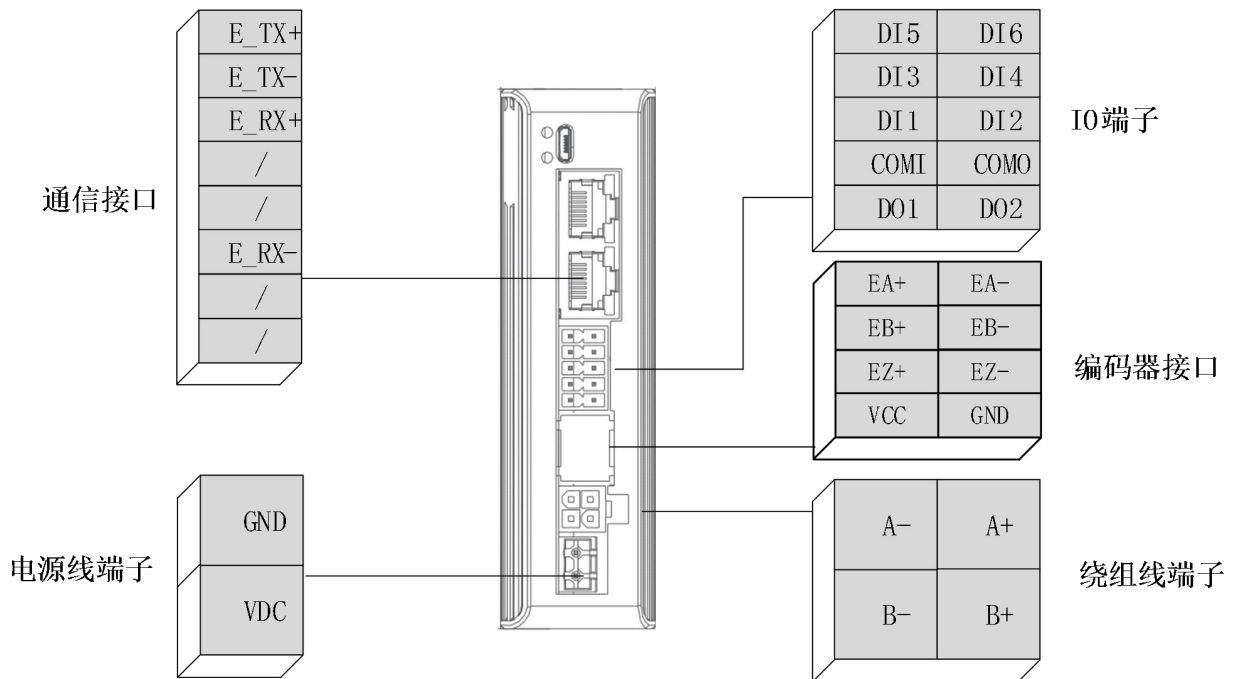 通信接口
E_TX+
E_TX-
E_RX+
/
/
E_RX-
/
/
电源线端子
GND
VDC
IO端子
DI5 DI6
DI3 DI4
DI1 DI2
COMI COMO
DO1 DO2
编码器接口
EA+ EA-
EB+ EB-
EZ+ EZ-
VCC GND
绕组线端子
A- A+
B- B+